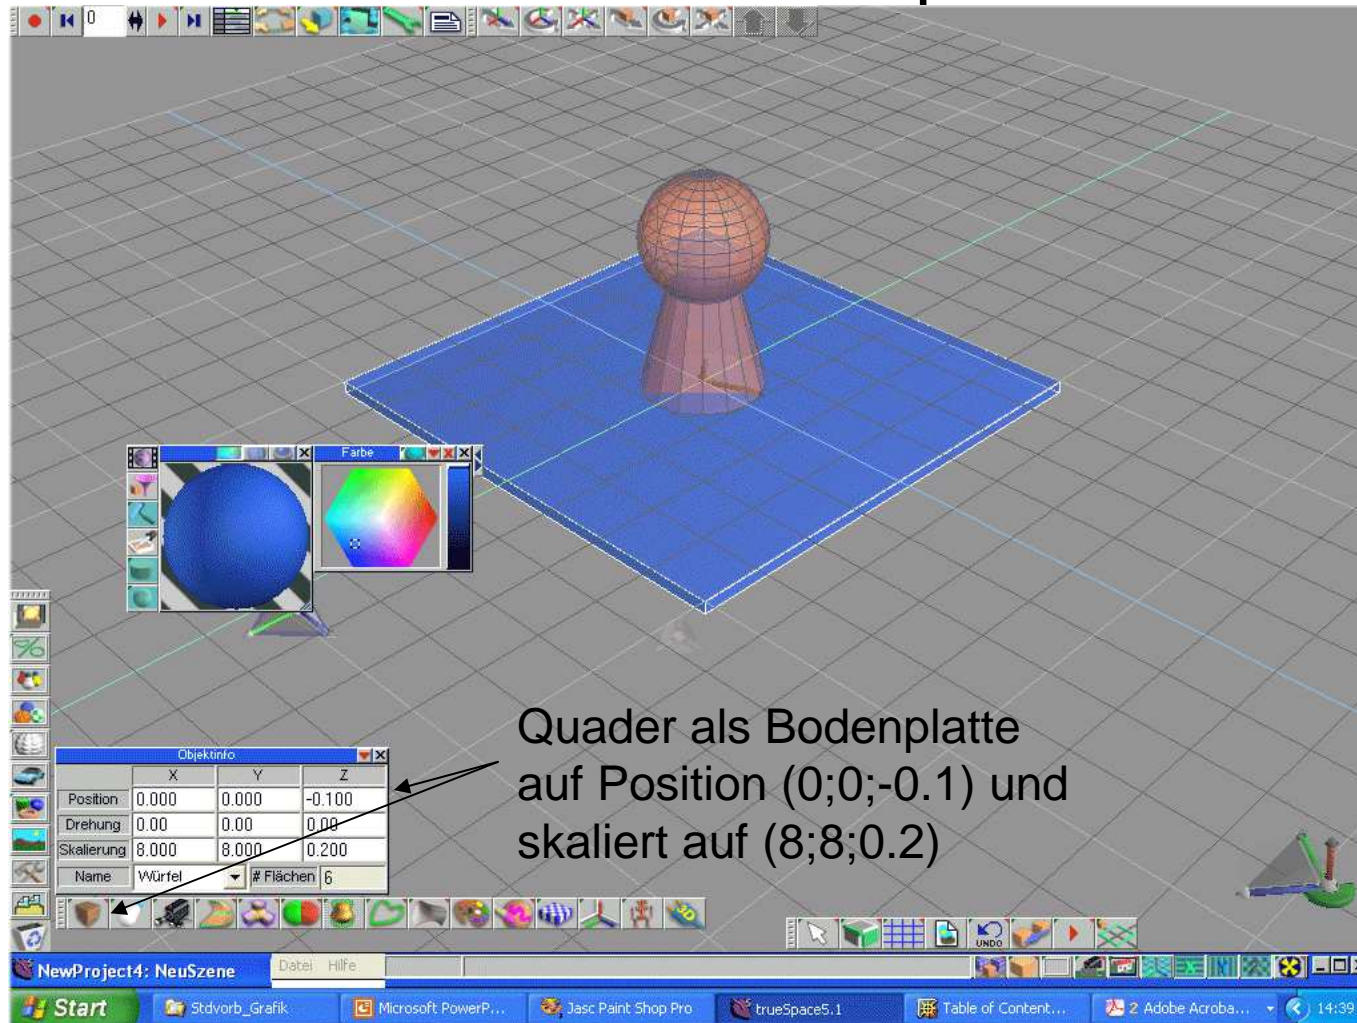 0
Farbe
Quader als Bodenplatte
auf Position (0;0;-0.1) und
skaliert auf (8;8;0.2)
Objektinfo
X Y Z
Position 0.000 0.000 -0.100
Drehung 0.00 0.00 0.00
Skalierung 8.000 8.000 0.200
Name Würfel # Flächen 6
3D
UNDO
NewProject4: NeuSzene Datei Hilfe
Start Stdvorb_Grafik Microsoft PowerP... Jasc Paint Shop Pro trueSpace5.1 Table of Content... 2 Adobe Acroba... 14:39